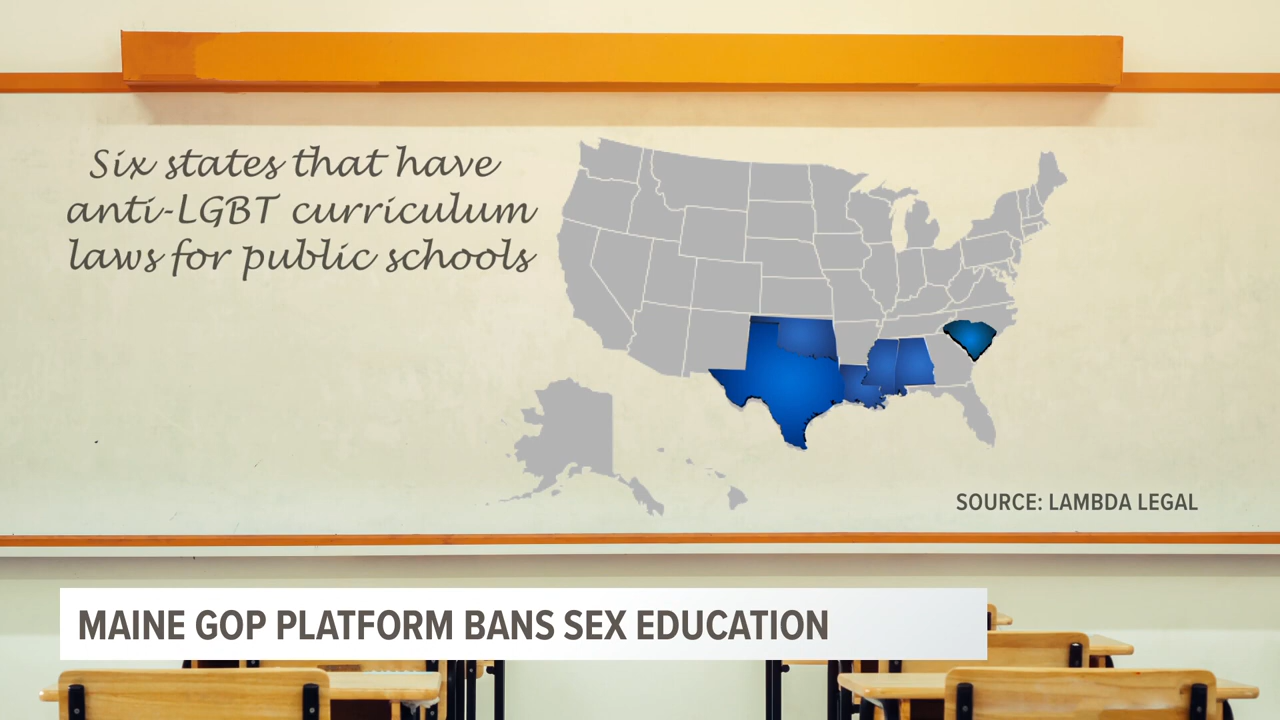 Six states that have
anti-LGBT curriculum
laws for public schools
SOURCE: LAMBDA LEGAL
MAINE GOP PLATFORM BANS SEX EDUCATION